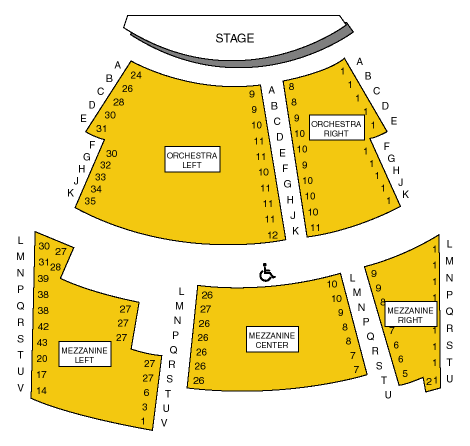 STAGE
A
B
C
D
E
F
G
H
J
K
24
26
28
30
31
30
32
33
34
35
ORCHESTRA
LEFT
9
9
10
10
11
11
10
11
11
11
12
A
B
C
D
E
F
G
H
J
K
8
8
9
10
10
9
10
10
10
11
ORCHESTRA
RIGHT
1
1
1
1
1
1
1
1
1
1
A
B
C
D
E
F
G
H
J
K
L
M
N
P
Q
R
S
T
U
V
30
31
39
38
38
42
43
20
17
14
27
28
27
27
27
27
27
6
3
1
MEZZANINE
LEFT
L
M
N
P
Q
R
S
T
U
V
26
27
26
26
26
26
26
MEZZANINE
CENTER
10
10
9
8
8
7
7
L
M
N
P
Q
R
S
T
U
9
9
7
6
6
5
2
MEZZANINE
RIGHT
1
1
1
1
1
1
1
1
1
L
M
N
P
Q
R
S
T
U